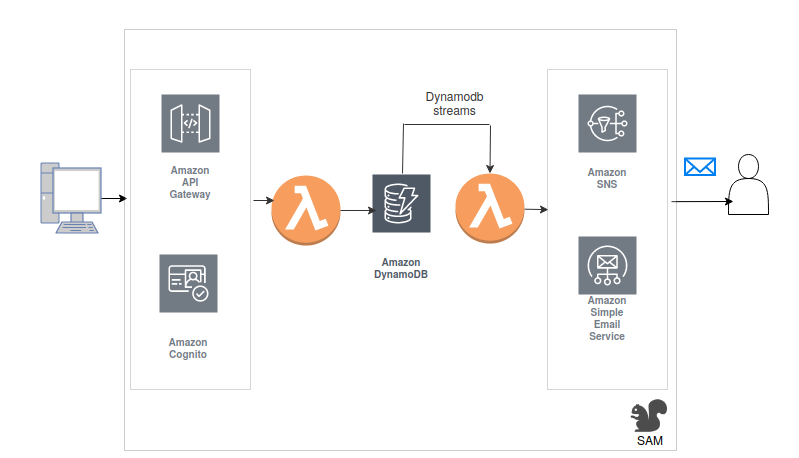 Dynamodb
streams
Amazon
API
Gateway
Amazon
SNS
Amazon
DynamoDB
Amazon
Cognito
Amazon
Simple
Email
Service
SAM